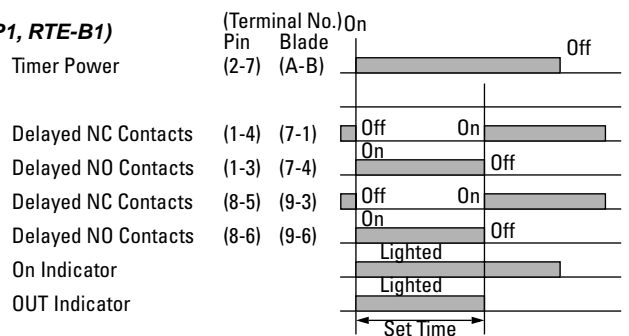 P1, RTE-B1)
(Terminal No.)
Pin Blade
On
Off
Timer Power (2-7) (A-B)
Delayed NC Contacts (1-4) (7-1) Off On
Delayed NO Contacts (1-3) (7-4) On Off
Delayed NC Contacts (8-5) (9-3) Off On
Delayed NO Contacts (8-6) (9-6) On Off
On Indicator Lighted
OUT Indicator Lighted
Set Time